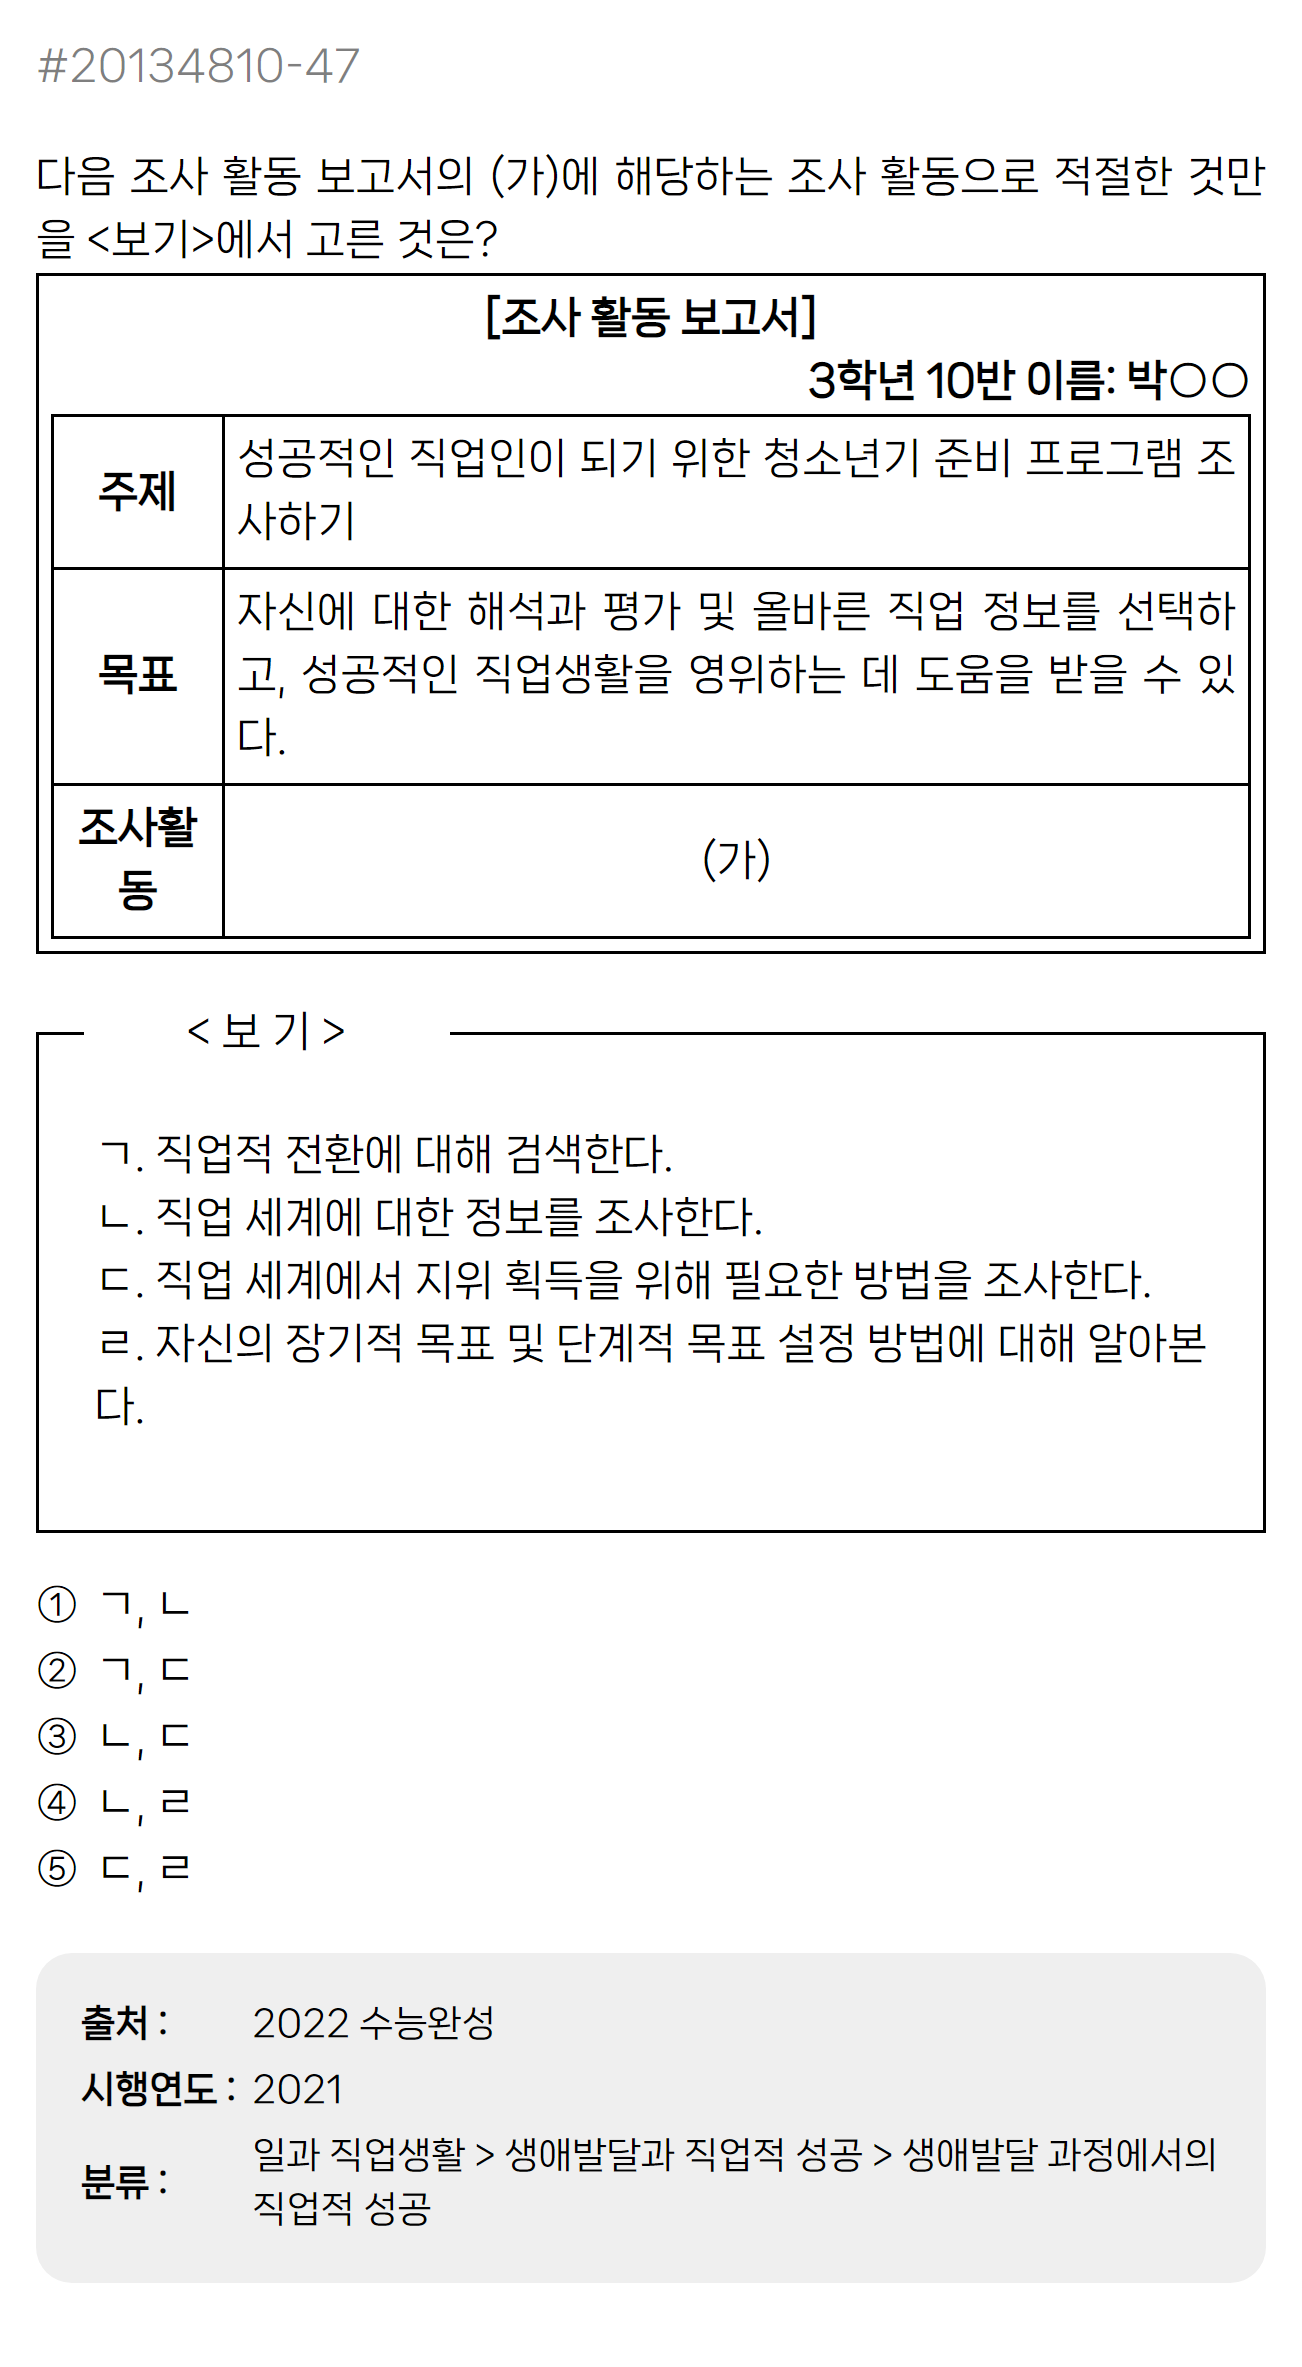 #20134810-47
다음 조사 활동 보고서의 (가)에 해당하는 조사 활동으로 적절한 것만
을 <보기>에서 고른 것은?
[조사 활동 보고서]
3학년 10반 이름: 박○○
주제
성공적인 직업인이 되기 위한 청소년기 준비 프로그램 조
사하기
목표
자신에 대한 해석과 평가 및 올바른 직업 정보를 선택하
고, 성공적인 직업생활을 영위하는 데 도움을 받을 수 있
다.
조사활
동
(가)
< 보 기 >
ㄱ. 직업적 전환에 대해 검색한다.
ㄴ. 직업 세계에 대한 정보를 조사한다.
ㄷ. 직업 세계에서 지위 획득을 위해 필요한 방법을 조사한다.
ㄹ. 자신의 장기적 목표 및 단계적 목표 설정 방법에 대해 알아본
다.
① ㄱ, ㄴ
② ㄱ, ㄷ
③ ㄴ, ㄷ
④ ㄴ, ㄹ
⑤ ㄷ, ㄹ
출처 : 2022 수능완성
시행연도 : 2021
분류 : 일과 직업생활 > 생애발달과 직업적 성공 > 생애발달 과정에서의
직업적 성공